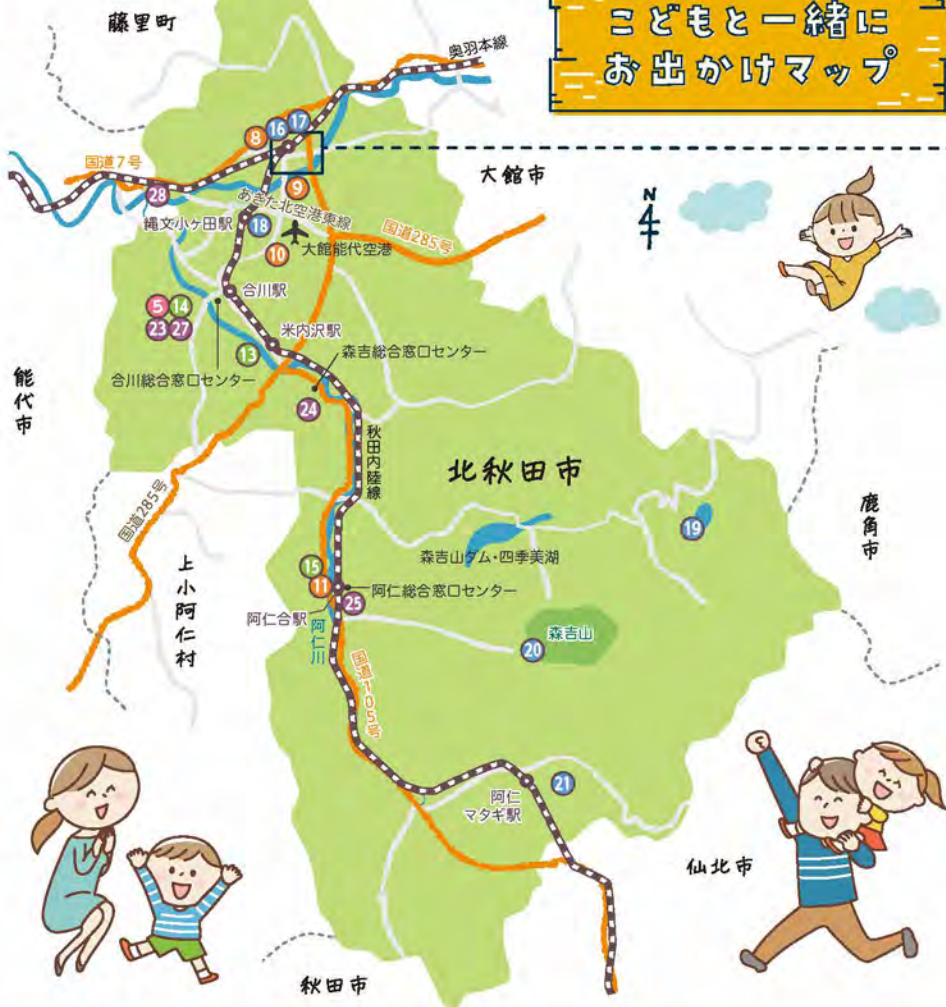 こどもと一緒に
お出かけマップ
藤里町
奥羽本線
8 16 17
国道7号
大館市
9
28
あきた北空港東線
N
縄文小ケ田駅
18
国道285号
10
大館能代空港
合川駅
5 14
23 27
米内沢駅
13
森吉総合窓口センター
合川総合窓口センター
能代市
24
秋田内陸線
北秋田市
国道285号
19
鹿角市
森吉山ダム・四季美湖
上小阿仁村
15
11
阿仁総合窓口センター
阿仁合駅
25
阿仁川
森吉山
20
国道105号
21
阿仁
マタギ駅
仙北市
秋田市